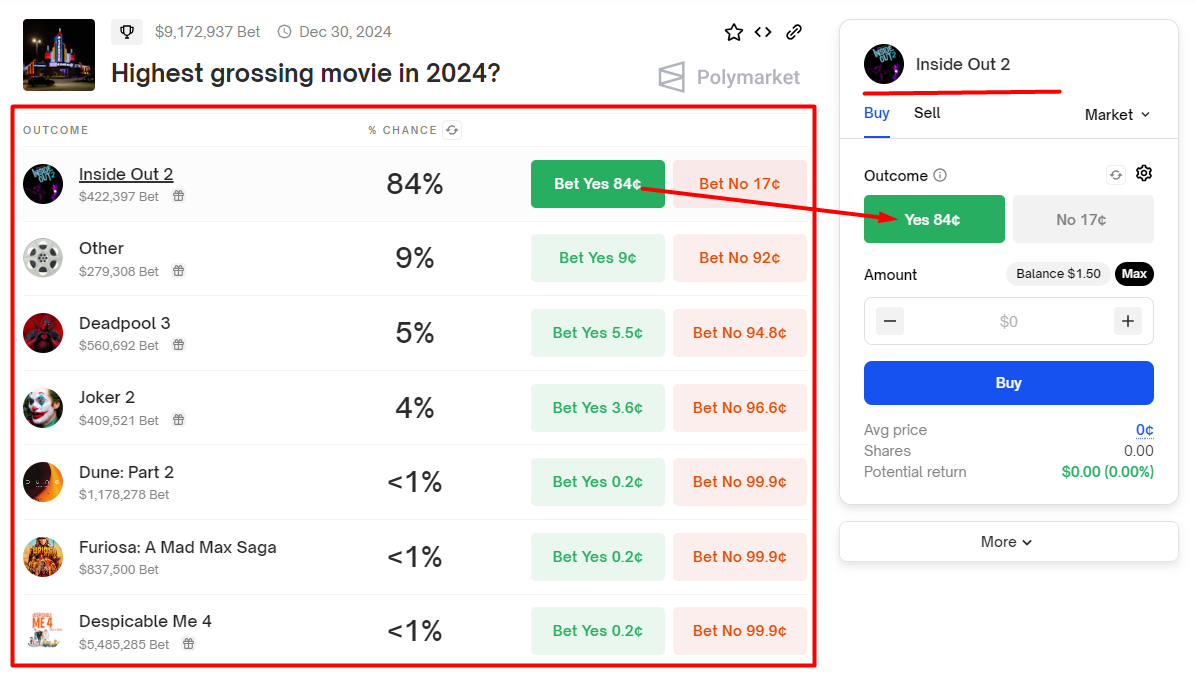 $9,172,937 Bet Dec 30, 2024
Highest grossing movie in 2024?
Polymarket
OUTCOME % CHANCE
Inside Out 2
$422,397 Bet
84%
Bet Yes 84¢
Bet No 17¢
Other
$279,308 Bet
9%
Bet Yes 9¢
Bet No 92¢
Deadpool 3
$560,692 Bet
5%
Bet Yes 5.5¢
Bet No 94.8¢
Joker 2
$409,521 Bet
4%
Bet Yes 3.6¢
Bet No 96.6¢
Dune: Part 2
$1,178,278 Bet
<1%
Bet Yes 0.2¢
Bet No 99.9¢
Furiosa: A Mad Max Saga
$837,500 Bet
<1%
Bet Yes 0.2¢
Bet No 99.9¢
Despicable Me 4
$5,485,285 Bet
<1%
Bet Yes 0.2¢
Bet No 99.9¢
Inside Out 2
Buy Sell Market
Outcome
Yes 84¢ No 17¢
Amount Balance $1.50 Max
$0
Buy
Avg price 0¢
Shares 0.00
Potential return $0.00 (0.00%)
More